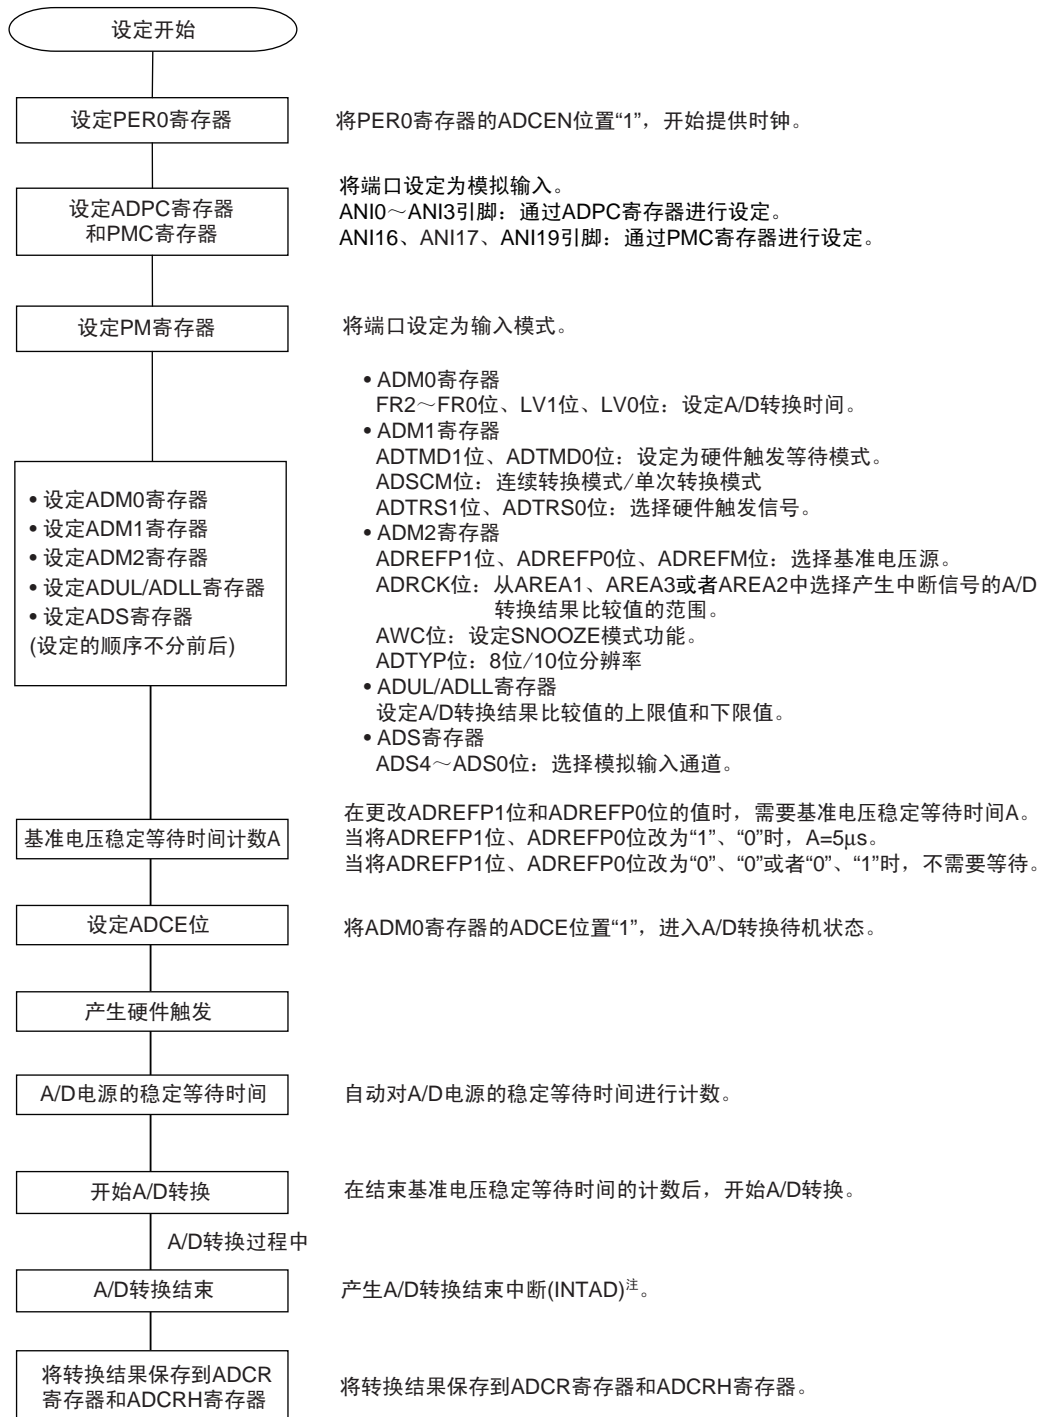 设定开始
设定PER0寄存器
将PER0寄存器的ADCEN位置“1”，开始提供时钟。
设定ADPC寄存器
和PMC寄存器
将端口设定为模拟输入。
ANI0～ANI3引脚：通过ADPC寄存器进行设定。
ANI16、ANI17、ANI19引脚：通过PMC寄存器进行设定。
设定PM寄存器
将端口设定为输入模式。
• 设定ADM0寄存器
• 设定ADM1寄存器
• 设定ADM2寄存器
• 设定ADUL/ADLL寄存器
• 设定ADS寄存器
(设定的顺序不分前后)
• ADM0寄存器
FR2～FR0位、LV1位、LV0位：设定A/D转换时间。
• ADM1寄存器
ADTMD1位、ADTMD0位：设定为硬件触发等待模式。
ADSCM位：连续转换模式/单次转换模式
ADTRS1位、ADTRS0位：选择硬件触发信号。
• ADM2寄存器
ADREFP1位、ADREFP0位、ADREFM位：选择基准电压源。
ADRCK位：从AREA1、AREA3或者AREA2中选择产生中断信号的A/D
转换结果比较值的范围。
AWC位：设定SNOOZE模式功能。
ADTYP位：8位/10位分辨率
• ADUL/ADLL寄存器
设定A/D转换结果比较值的上限值和下限值。
• ADS寄存器
ADS4～ADS0位：选择模拟输入通道。
基准电压稳定等待时间计数A
在更改ADREFP1位和ADREFP0位的值时，需要基准电压稳定等待时间A。
当将ADREFP1位、ADREFP0位改为“1”、“0”时，A=5μs。
当将ADREFP1位、ADREFP0位改为“0”、“0”或者“0”、“1”时，不需要等待。
设定ADCE位
将ADM0寄存器的ADCE位置“1”，进入A/D转换待机状态。
产生硬件触发
A/D电源的稳定等待时间
自动对A/D电源的稳定等待时间进行计数。
开始A/D转换
在结束基准电压稳定等待时间的计数后，开始A/D转换。
A/D转换过程中
A/D转换结束
产生A/D转换结束中断(INTAD)注。
将转换结果保存到ADCR
寄存器和ADCRH寄存器
将转换结果保存到ADCR寄存器和ADCRH寄存器。